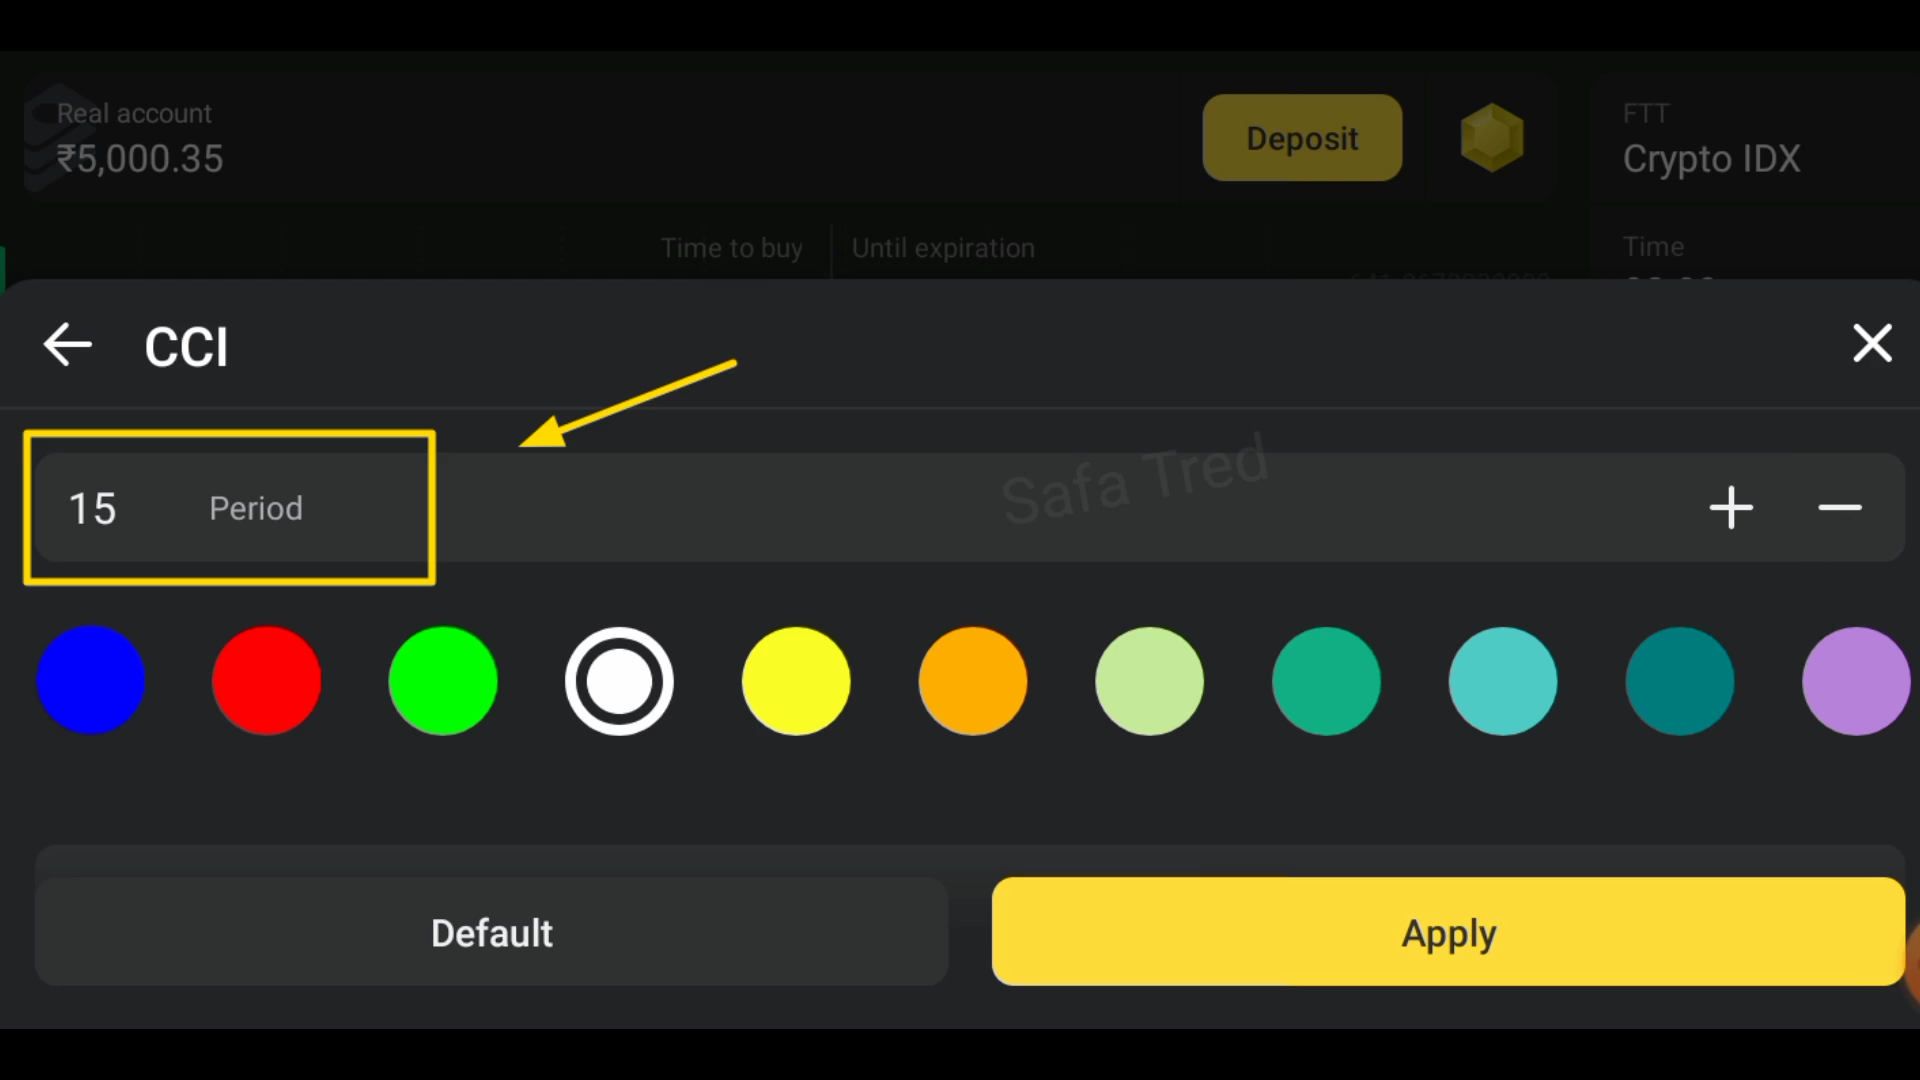 Real account
₹5,000.35
Deposit
FTT
Crypto IDX
Time to buy
Until expiration
Time
CCI
15 Period
Safa Tred
Default
Apply